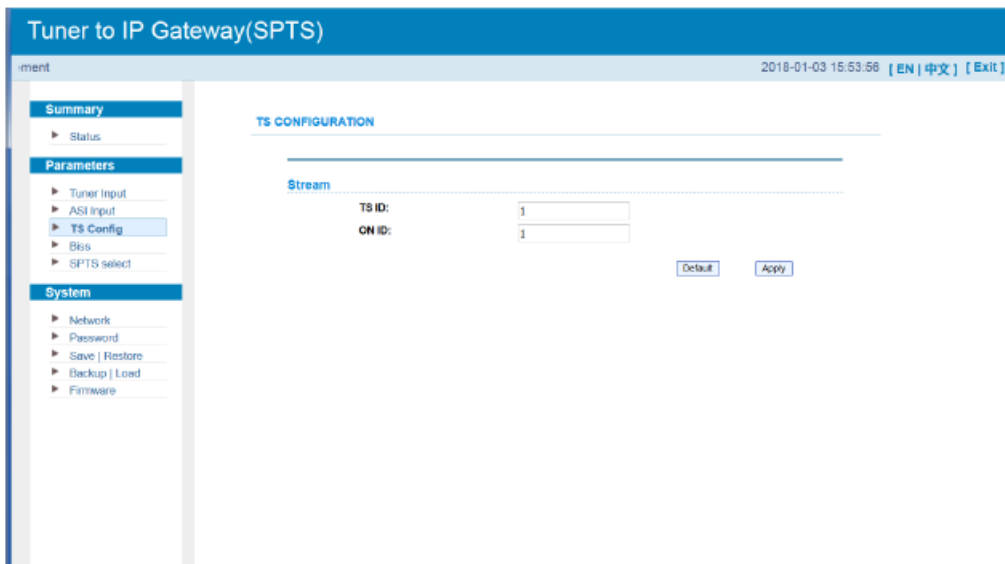 Tuner to IP Gateway(SPTS)
ement
2018-01-03 15:53:56 [ EN | 中文 ] [ Exit ]
Summary
Status
Parameters
Tuner Input
ASI Input
TS Config
Biss
SPTS select
System
Network
Password
Save | Restore
Backup | Load
Firmware
TS CONFIGURATION
Stream
TS ID: 1
ON ID: 1
Default Apply